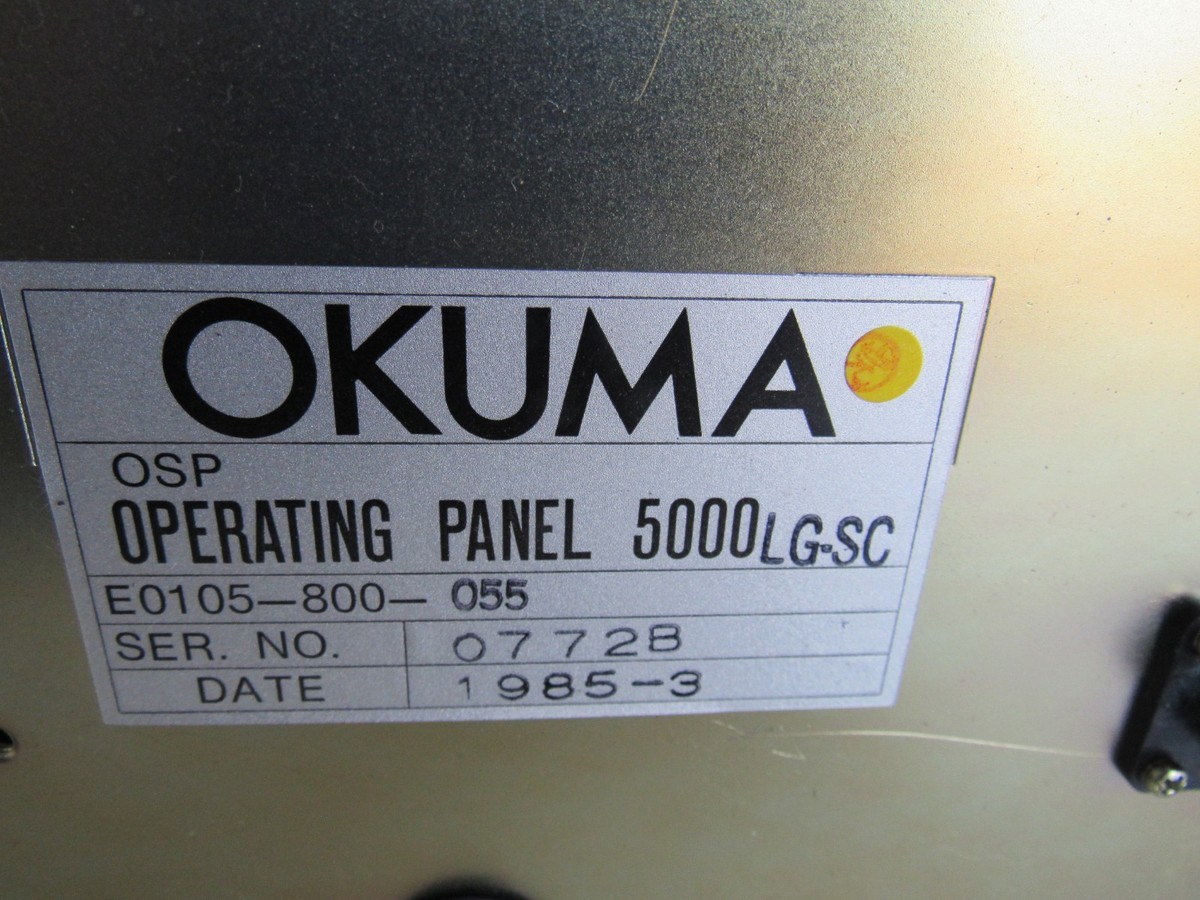 OKUMA
OSP
OPERATING PANEL 5000LG-SC
E0105-800-055
SER. NO. 07728
DATE 1985-3